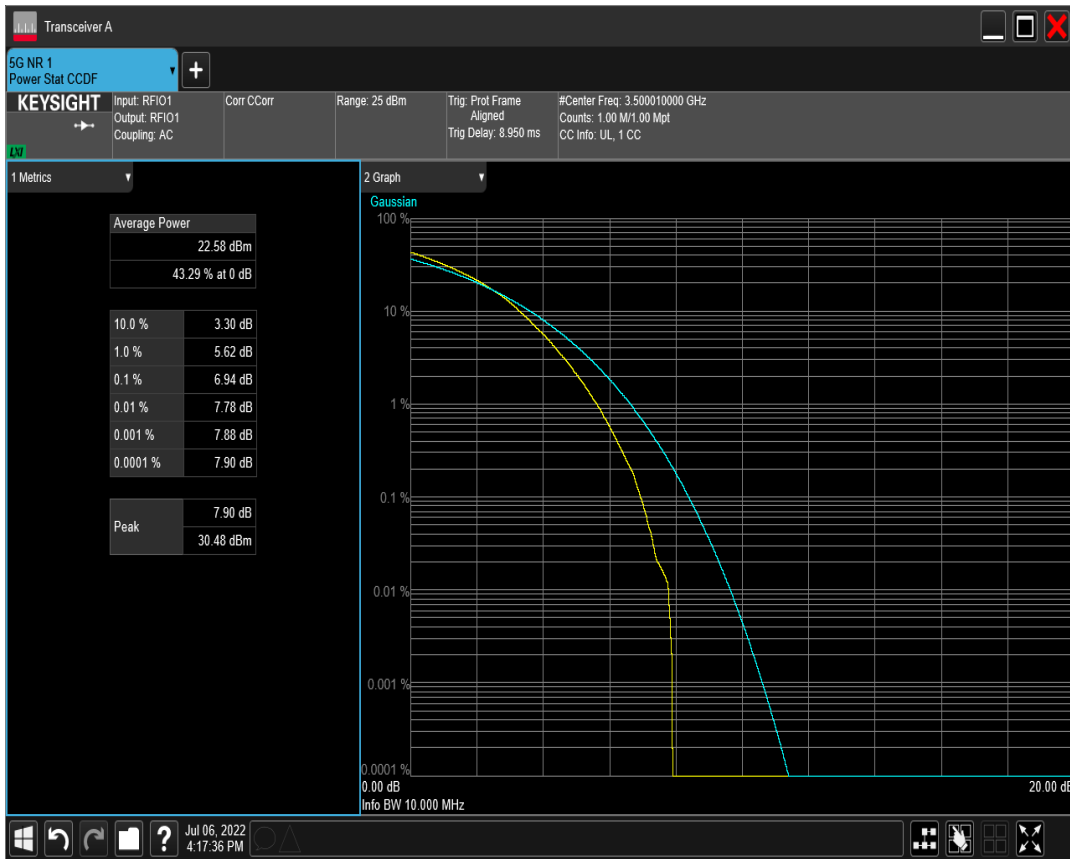 Transceiver A
5G NR 1
Power Stat CCDF
+
KEYSIGHT
LXI
Input: RFIO1
Output: RFIO1
Coupling: AC
Corr CCorr
Range: 25 dBm
Trig: Prot Frame
Aligned
Trig Delay: 8.950 ms
#Center Freq: 3.500010000 GHz
Counts: 1.00 M/1.00 Mpt
CC Info: UL, 1 CC
1 Metrics
Average Power
22.58 dBm
43.29 % at 0 dB
10.0 % 3.30 dB
1.0 % 5.62 dB
0.1 % 6.94 dB
0.01 % 7.78 dB
0.001 % 7.88 dB
0.0001 % 7.90 dB
Peak
7.90 dB
30.48 dBm
2 Graph
Gaussian
100 %
10 %
1 %
0.1 %
0.01 %
0.001 %
0.0001 %
0.00 dB 20.00 dB
Info BW 10.000 MHz
?
Jul 06, 2022
4:17:36 PM